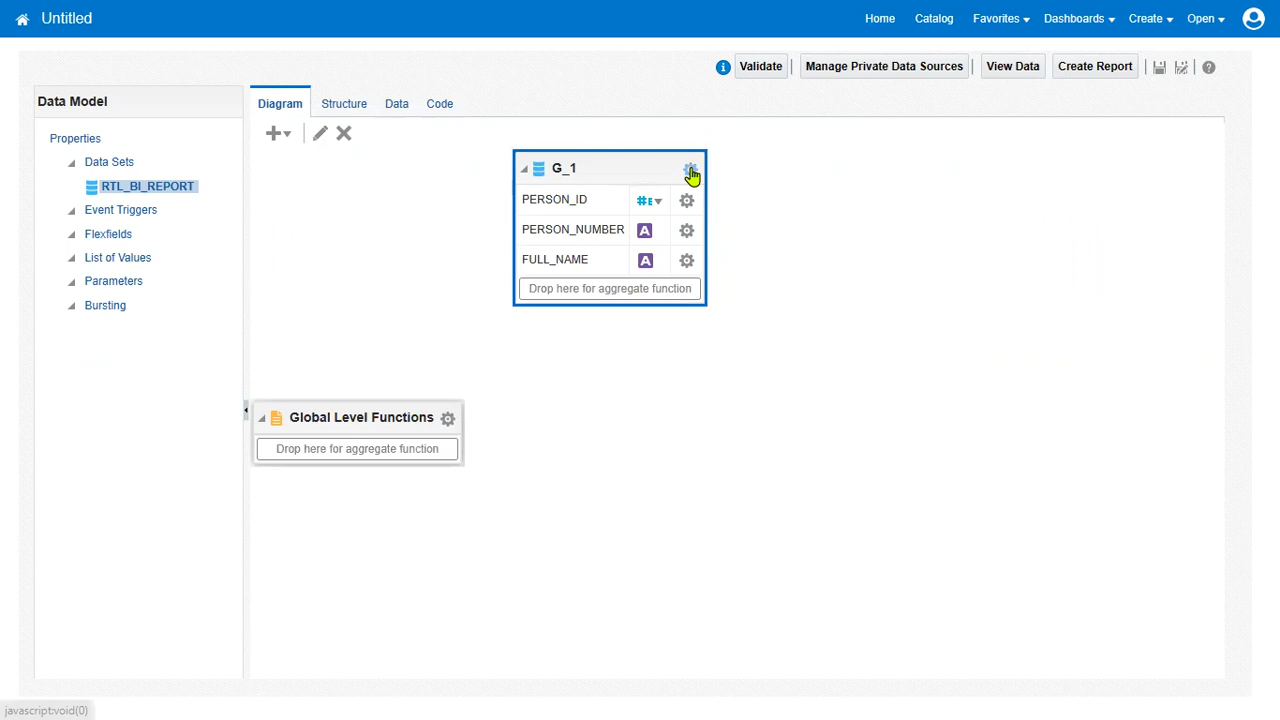 Untitled
Home Catalog Favorites Dashboards Create Open
Validate Manage Private Data Sources View Data Create Report
Data Model
Diagram Structure Data Code
Properties
Data Sets
RTL_BI_REPORT
Event Triggers
Flexfields
List of Values
Parameters
Bursting
G_1
PERSON_ID
PERSON_NUMBER A
FULL_NAME A
Drop here for aggregate function
Global Level Functions
Drop here for aggregate function
javascript:void(0)